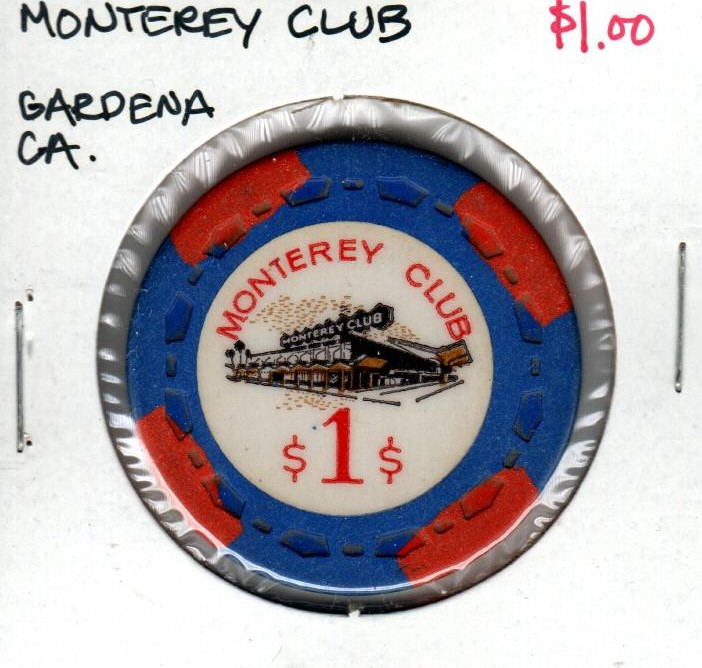 MONTEREY CLUB $1.00
GARDENA
CA.
MONTEREY CLUB
MONTEREY CLUB
$1$